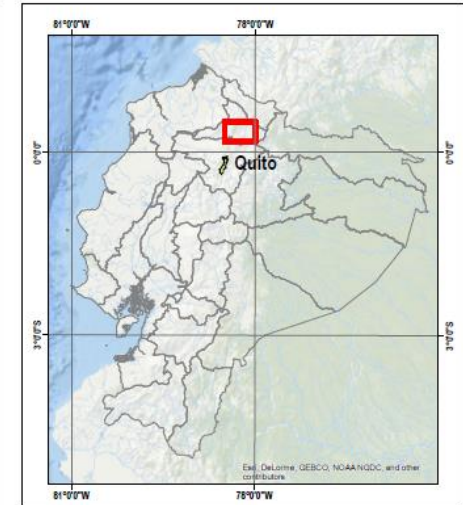 81°0'0"W 78°0'0"W
0°0'0" 0°0'0"
Quito
3°0'0"S 3°0'0"S
Esri, DeLorme, GEBCO, NOAA NGDC, and other
contributors
81°0'0"W 78°0'0"W